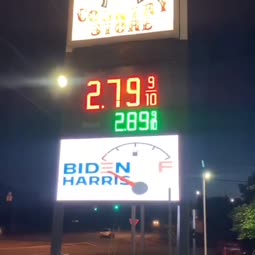 COUNTRY
STORE
2.79 9/10
2.89 9/10
BIDEN F
HARRIS